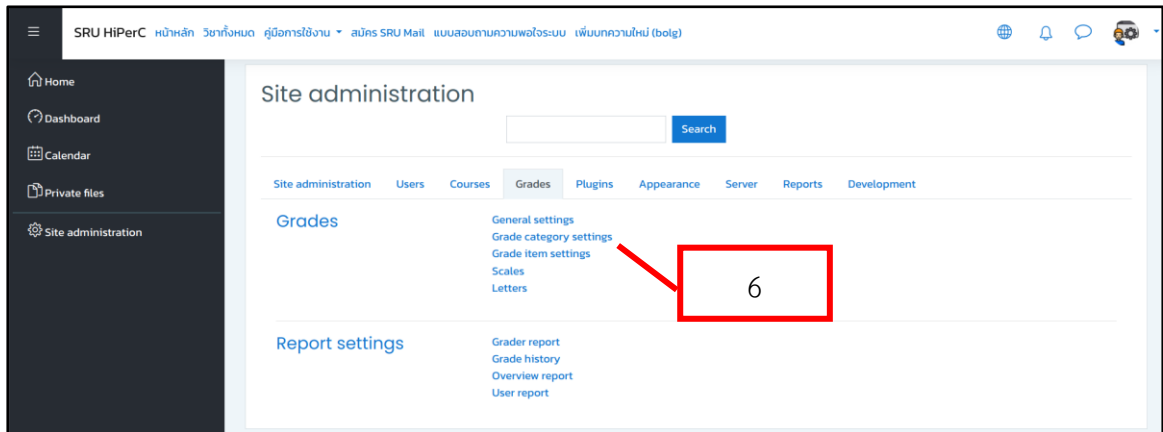 SRU HiPerC หน้าหลัก วิชาทั้งหมด คู่มือการใช้งาน สมัคร SRU Mail แบบสอบถามความพอใจระบบ เพิ่มบทความใหม่ (bolg)
Home
Dashboard
Calendar
Private files
Site administration
Site administration
Search
Site administration Users Courses Grades Plugins Appearance Server Reports Development
Grades
General settings
Grade category settings
Grade item settings
Scales
Letters
6
Report settings
Grader report
Grade history
Overview report
User report